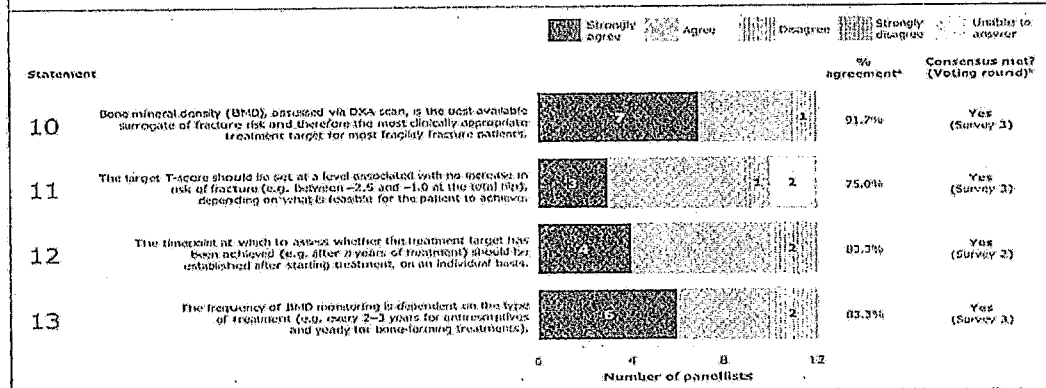 Strongly agree Agree Disagree Strongly disagree Unable to answer
Statement
% agreementᵃ
Consensus met? (Voting round)ᵇ
10
Bone mineral density (BMD), assessed via DXA scan, is the best available
surrogate of fracture risk and therefore the most clinically appropriate
treatment target for most fragility fracture patients.
7 1
91.7%
Yes
(Survey 1)
11
The target T-score should be set at a level associated with no increase in
risk of fracture (e.g. between −2.5 and −1.0 at the total hip),
depending on what is feasible for the patient to achieve.
3 1 2
75.0%
Yes
12
The timepoint at which to assess whether the treatment target has
been achieved (e.g. after n years of treatment) should be
established after starting treatment, on an individual basis.
4 2
83.3%
Yes
(Survey 2)
13
The frequency of BMD monitoring is dependent on the type
of treatment (e.g. every 2–3 years for antiresorptives
and yearly for bone-forming treatments).
6 2
83.3%
Yes
0 4 8 12
Number of panellists